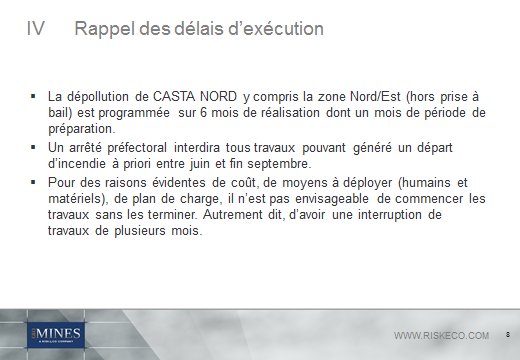 IV Rappel des délais d'exécution
▪ La dépollution de CASTA NORD y compris la zone Nord/Est (hors prise à
bail) est programmée sur 6 mois de réalisation dont un mois de période de
préparation.
▪ Un arrêté préfectoral interdira tous travaux pouvant généré un départ
d'incendie à priori entre juin et fin septembre.
▪ Pour des raisons évidentes de coût, de moyens à déployer (humains et
matériels), de plan de charge, il n'est pas envisageable de commencer les
travaux sans les terminer. Autrement dit, d'avoir une interruption de
travaux de plusieurs mois.
MINES
WWW.RISKECO.COM 8